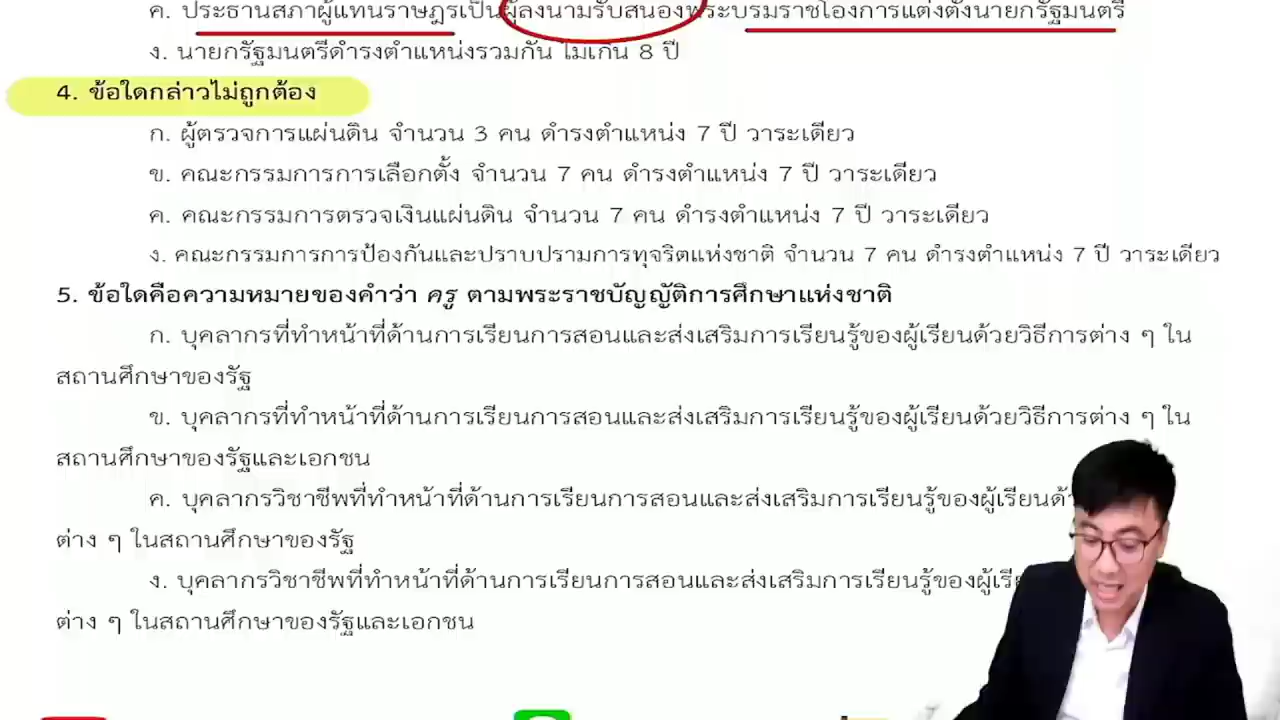 ค. ประธานสภาผู้แทนราษฎรเป็นผู้ลงนามรับสนองพระบรมราชโองการแต่งตั้งนายกรัฐมนตรี
ง. นายกรัฐมนตรีดำรงตำแหน่งรวมกัน ไม่เกิน 8 ปี
4. ข้อใดกล่าวไม่ถูกต้อง
ก. ผู้ตรวจการแผ่นดิน จำนวน 3 คน ดำรงตำแหน่ง 7 ปี วาระเดียว
ข. คณะกรรมการการเลือกตั้ง จำนวน 7 คน ดำรงตำแหน่ง 7 ปี วาระเดียว
ค. คณะกรรมการตรวจเงินแผ่นดิน จำนวน 7 คน ดำรงตำแหน่ง 7 ปี วาระเดียว
ง. คณะกรรมการการป้องกันและปราบปรามการทุจริตแห่งชาติ จำนวน 7 คน ดำรงตำแหน่ง 7 ปี วาระเดียว
5. ข้อใดคือความหมายของคำว่า ครู ตามพระราชบัญญัติการศึกษาแห่งชาติ
ก. บุคลากรที่ทำหน้าที่ด้านการเรียนการสอนและส่งเสริมการเรียนรู้ของผู้เรียนด้วยวิธีการต่าง ๆ ใน
สถานศึกษาของรัฐ
ข. บุคลากรที่ทำหน้าที่ด้านการเรียนการสอนและส่งเสริมการเรียนรู้ของผู้เรียนด้วยวิธีการต่าง ๆ ใน
สถานศึกษาของรัฐและเอกชน
ค. บุคลากรวิชาชีพที่ทำหน้าที่ด้านการเรียนการสอนและส่งเสริมการเรียนรู้ของผู้เรียน
ต่าง ๆ ในสถานศึกษาของรัฐ
ง. บุคลากรวิชาชีพที่ทำหน้าที่ด้านการเรียนการสอนและส่งเสริมการเรียนรู้ของ
ต่าง ๆ ในสถานศึกษาของรัฐและเอกชน